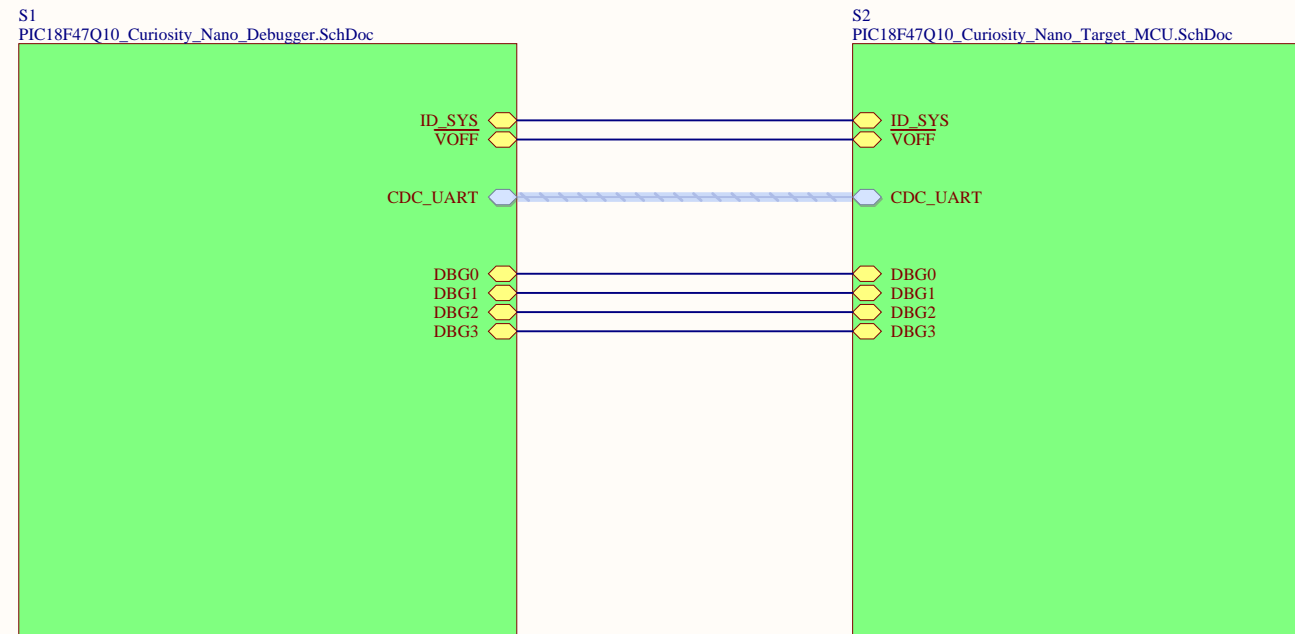 S1
PIC18F47Q10_Curiosity_Nano_Debugger.SchDoc
ID_SYS
VOFF
CDC_UART
DBG0
DBG1
DBG2
DBG3
S2
PIC18F47Q10_Curiosity_Nano_Target_MCU.SchDoc
ID_SYS
VOFF
CDC_UART
DBG0
DBG1
DBG2
DBG3